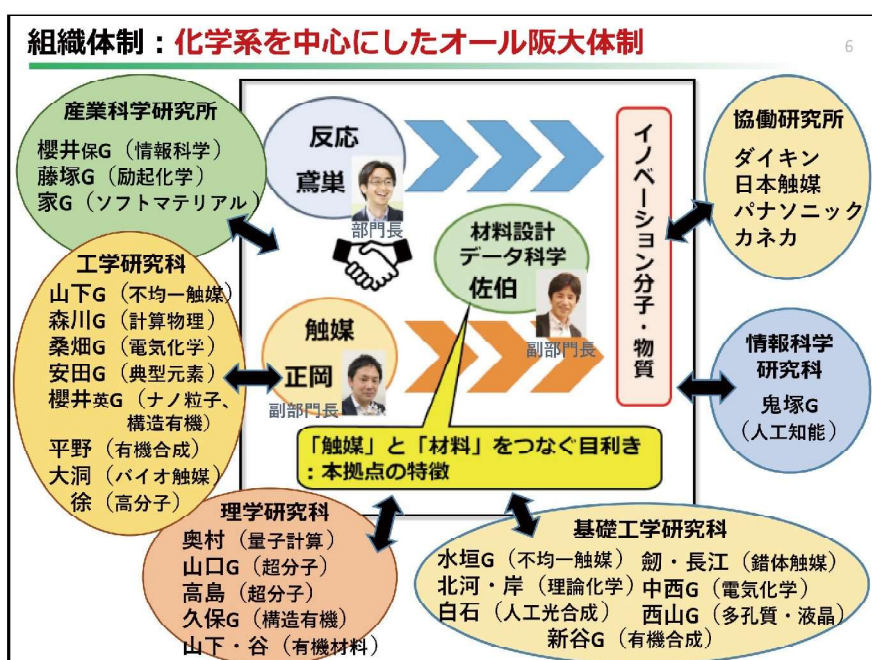 組織体制：化学系を中心にしたオール阪大体制
6
産業科学研究所
櫻井保G（情報科学）
藤塚G（励起化学）
家G（ソフトマテリアル）
工学研究科
山下G（不均一触媒）
森川G（計算物理）
桑畑G（電気化学）
安田G（典型元素）
櫻井英G（ナノ粒子、
構造有機）
平野（有機合成）
大洞（バイオ触媒）
徐（高分子）
反応
鳶巣
部門長
触媒
正岡
副部門長
材料設計
データ科学
佐伯
副部門長
イノベーション分子・物質
「触媒」と「材料」をつなぐ目利き
：本拠点の特徴
協働研究所
ダイキン
日本触媒
パナソニック
カネカ
情報科学
研究科
鬼塚G
（人工知能）
理学研究科
奥村（量子計算）
山口G（超分子）
高島（超分子）
久保G（構造有機）
山下・谷（有機材料）
基礎工学研究科
水垣G（不均一触媒）　劒・長江（錯体触媒）
北河・岸（理論化学）中西G（電気化学）
白石（人工光合成）　西山G（多孔質・液晶）
新谷G（有機合成）